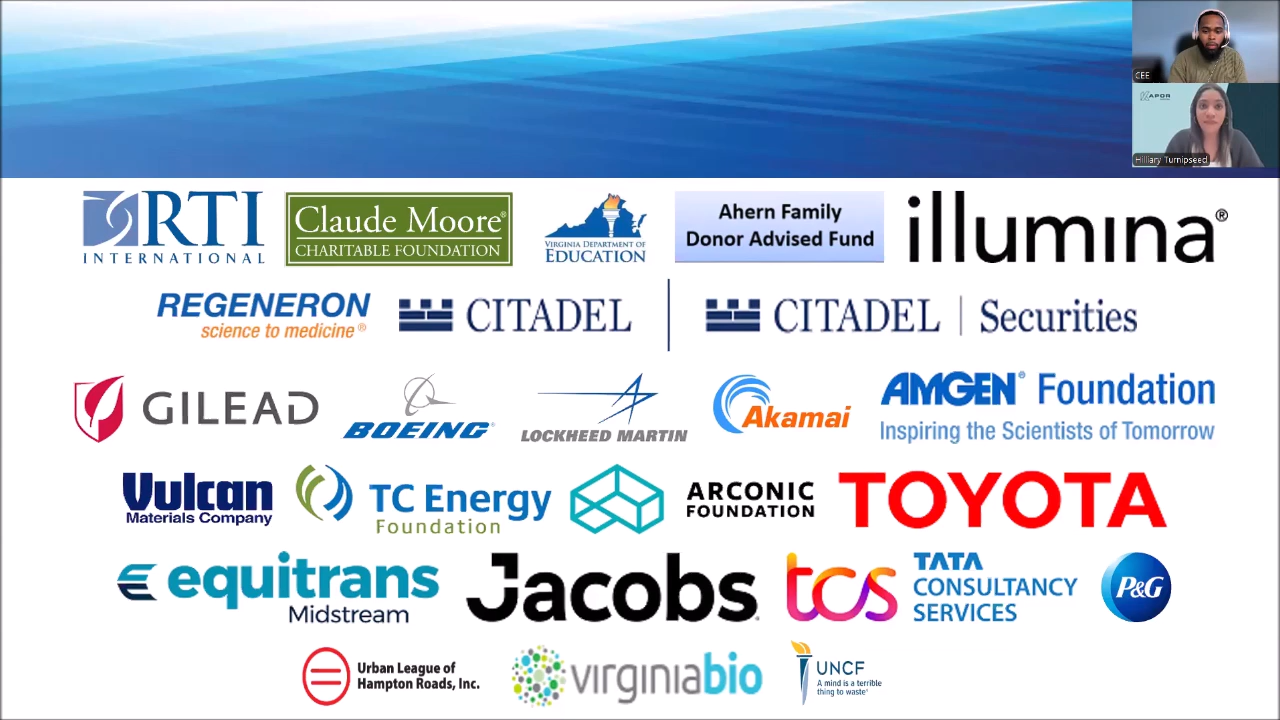 CEE
KAPOR
Hilliary Turnipseed
RTI
INTERNATIONAL
Claude Moore®
CHARITABLE FOUNDATION
VIRGINIA DEPARTMENT OF
EDUCATION
Ahern Family
Donor Advised Fund
illumina®
REGENERON
science to medicine®
CITADEL
CITADEL | Securities
GILEAD
BOEING®
LOCKHEED MARTIN
Akamai
AMGEN® Foundation
Inspiring the Scientists of Tomorrow
Vulcan
Materials Company
TC Energy
Foundation
ARCONIC
FOUNDATION
TOYOTA
equitrans
Midstream
Jacobs
tcs
TATA
CONSULTANCY
SERVICES
P&G
Urban League of
Hampton Roads, Inc.
virginiabio
UNCF
A mind is a terrible
thing to waste®